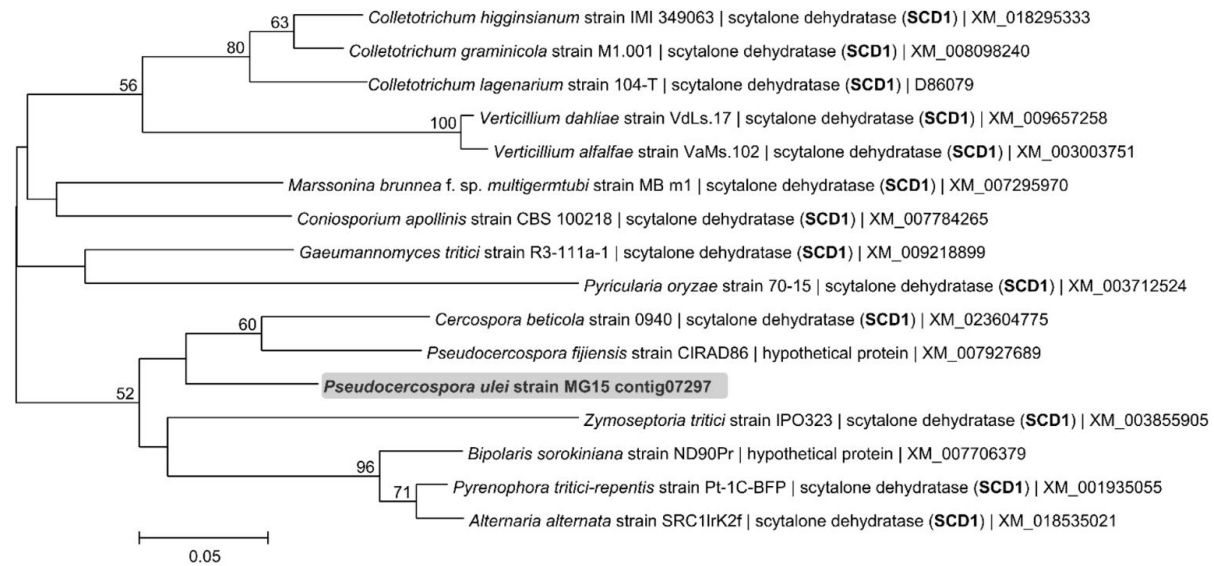 63
Colletotrichum higginsianum strain IMI 349063 | scytalone dehydratase (SCD1) | XM_018295333
80
Colletotrichum graminicola strain M1.001 | scytalone dehydratase (SCD1) | XM_008098240
56
Colletotrichum lagenarium strain 104-T | scytalone dehydratase (SCD1) | D86079
100
Verticillium dahliae strain VdLs.17 | scytalone dehydratase (SCD1) | XM_009657258
Verticillium alfalfae strain VaMs.102 | scytalone dehydratase (SCD1) | XM_003003751
Marssonina brunnea f. sp. multigermtubi strain MB m1 | scytalone dehydratase (SCD1) | XM_007295970
Coniosporium apollinis strain CBS 100218 | scytalone dehydratase (SCD1) | XM_007784265
Gaeumannomyces tritici strain R3-111a-1 | scytalone dehydratase (SCD1) | XM_009218899
Pyricularia oryzae strain 70-15 | scytalone dehydratase (SCD1) | XM_003712524
60
Cercospora beticola strain 0940 | scytalone dehydratase (SCD1) | XM_023604775
Pseudocercospora fijiensis strain CIRAD86 | hypothetical protein | XM_007927689
52
Pseudocercospora ulei strain MG15 contig07297
Zymoseptoria tritici strain IPO323 | scytalone dehydratase (SCD1) | XM_003855905
96
Bipolaris sorokiniana strain ND90Pr | hypothetical protein | XM_007706379
71
Pyrenophora tritici-repentis strain Pt-1C-BFP | scytalone dehydratase (SCD1) | XM_001935055
Alternaria alternata strain SRC1lrK2f | scytalone dehydratase (SCD1) | XM_018535021
0.05